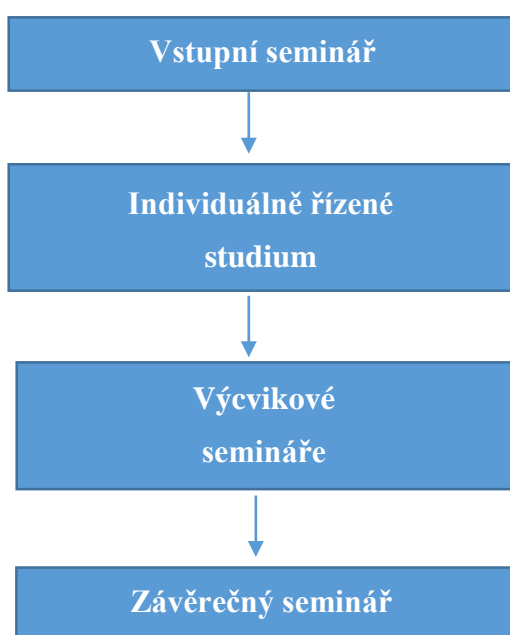 Vstupní seminář
Individuálně řízené
studium
Výcvikové
semináře
Závěrečný seminář